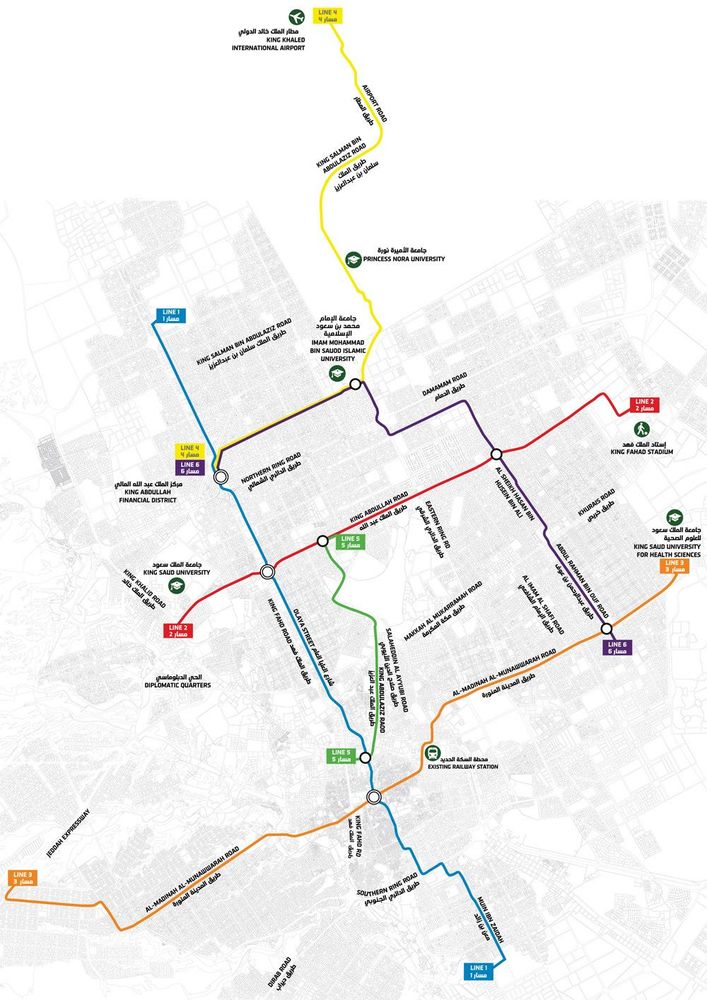 LINE 4
مسار 4
مطار الملك خالد الدولي
KING KHALED
INTERNATIONAL AIRPORT
AIRPORT ROAD
طريق المطار
KING SALMAN BIN
ABDULAZIZ ROAD
طريق الملك
سلمان بن عبدالعزيز
جامعة الأميرة نورة
PRINCESS NORA UNIVERSITY
LINE 1
مسار 1
KING SALMAN BIN ABDULAZIZ ROAD
طريق الملك سلمان بن عبدالعزيز
جامعة الإمام
محمد بن سعود
الإسلامية
IMAM MOHAMMAD
BIN SAUOD ISLAMIC
UNIVERSITY
DAMAMAM ROAD
طريق الدمام
LINE 2
مسار 2
إستاد الملك فهد
KING FAHAD STADIUM
LINE 4
مسار 4
LINE 6
مسار 6
مركز الملك عبد الله المالي
KING ABDULLAH
FINANCIAL DISTRICT
NORTHERN RING ROAD
طريق الدائري الشمالي
KING ABDULLAH ROAD
طريق الملك عبد الله
EASTERN RING RD
طريق الدائري الشرقي
AL SHEIKH HASAN BIN
HUSEIN BIN ALI
KHURAIS ROAD
طريق خريص
جامعة الملك سعود
للعلوم الصحية
KING SAUD UNIVERSITY
FOR HEALTH SCIENCES
LINE 3
مسار 3
LINE 5
مسار 5
جامعة الملك سعود
KING SAUD UNIVERSITY
KING KHALID ROAD
طريق الملك خالد
LINE 2
مسار 2
ABDUL RAHMAN BIN OUF ROAD
طريق عبدالرحمن بن عوف
AL IMAM AL SHAFI ROAD
طريق الإمام الشافعي
MAKKAH AL MUKARRAMAH ROAD
طريق مكة المكرمة
OLAYA STREET شارع العليا العام
KING FAHD ROAD طريق الملك فهد
SALAHEDDIN AL AYYUBI ROAD
طريق صلاح الدين الأيوبي
KING ABDULAZIZ RAOD
طريق الملك عبد العزيز
LINE 6
مسار 6
AL-MADINAH AL-MUNAWWARAH ROAD
طريق المدينة المنورة
الحي الدبلوماسي
DIPLOMATIC QUARTERS
LINE 5
مسار 5
محطة السكة الحديد
EXISTING RAILWAY STATION
JEDDAH EXPRESSWAY
KING FAHD RD
طريق الملك فهد
LINE 3
مسار 3
AL-MADINAH AL-MUNAWWARAH ROAD
طريق المدينة المنورة
SOUTHERN RING ROAD
طريق الدائري الجنوبي
MUIN IBN ZAIDAH
معن بن زائد
DIRAB ROAD
طريق ديراب
LINE 1
مسار 1